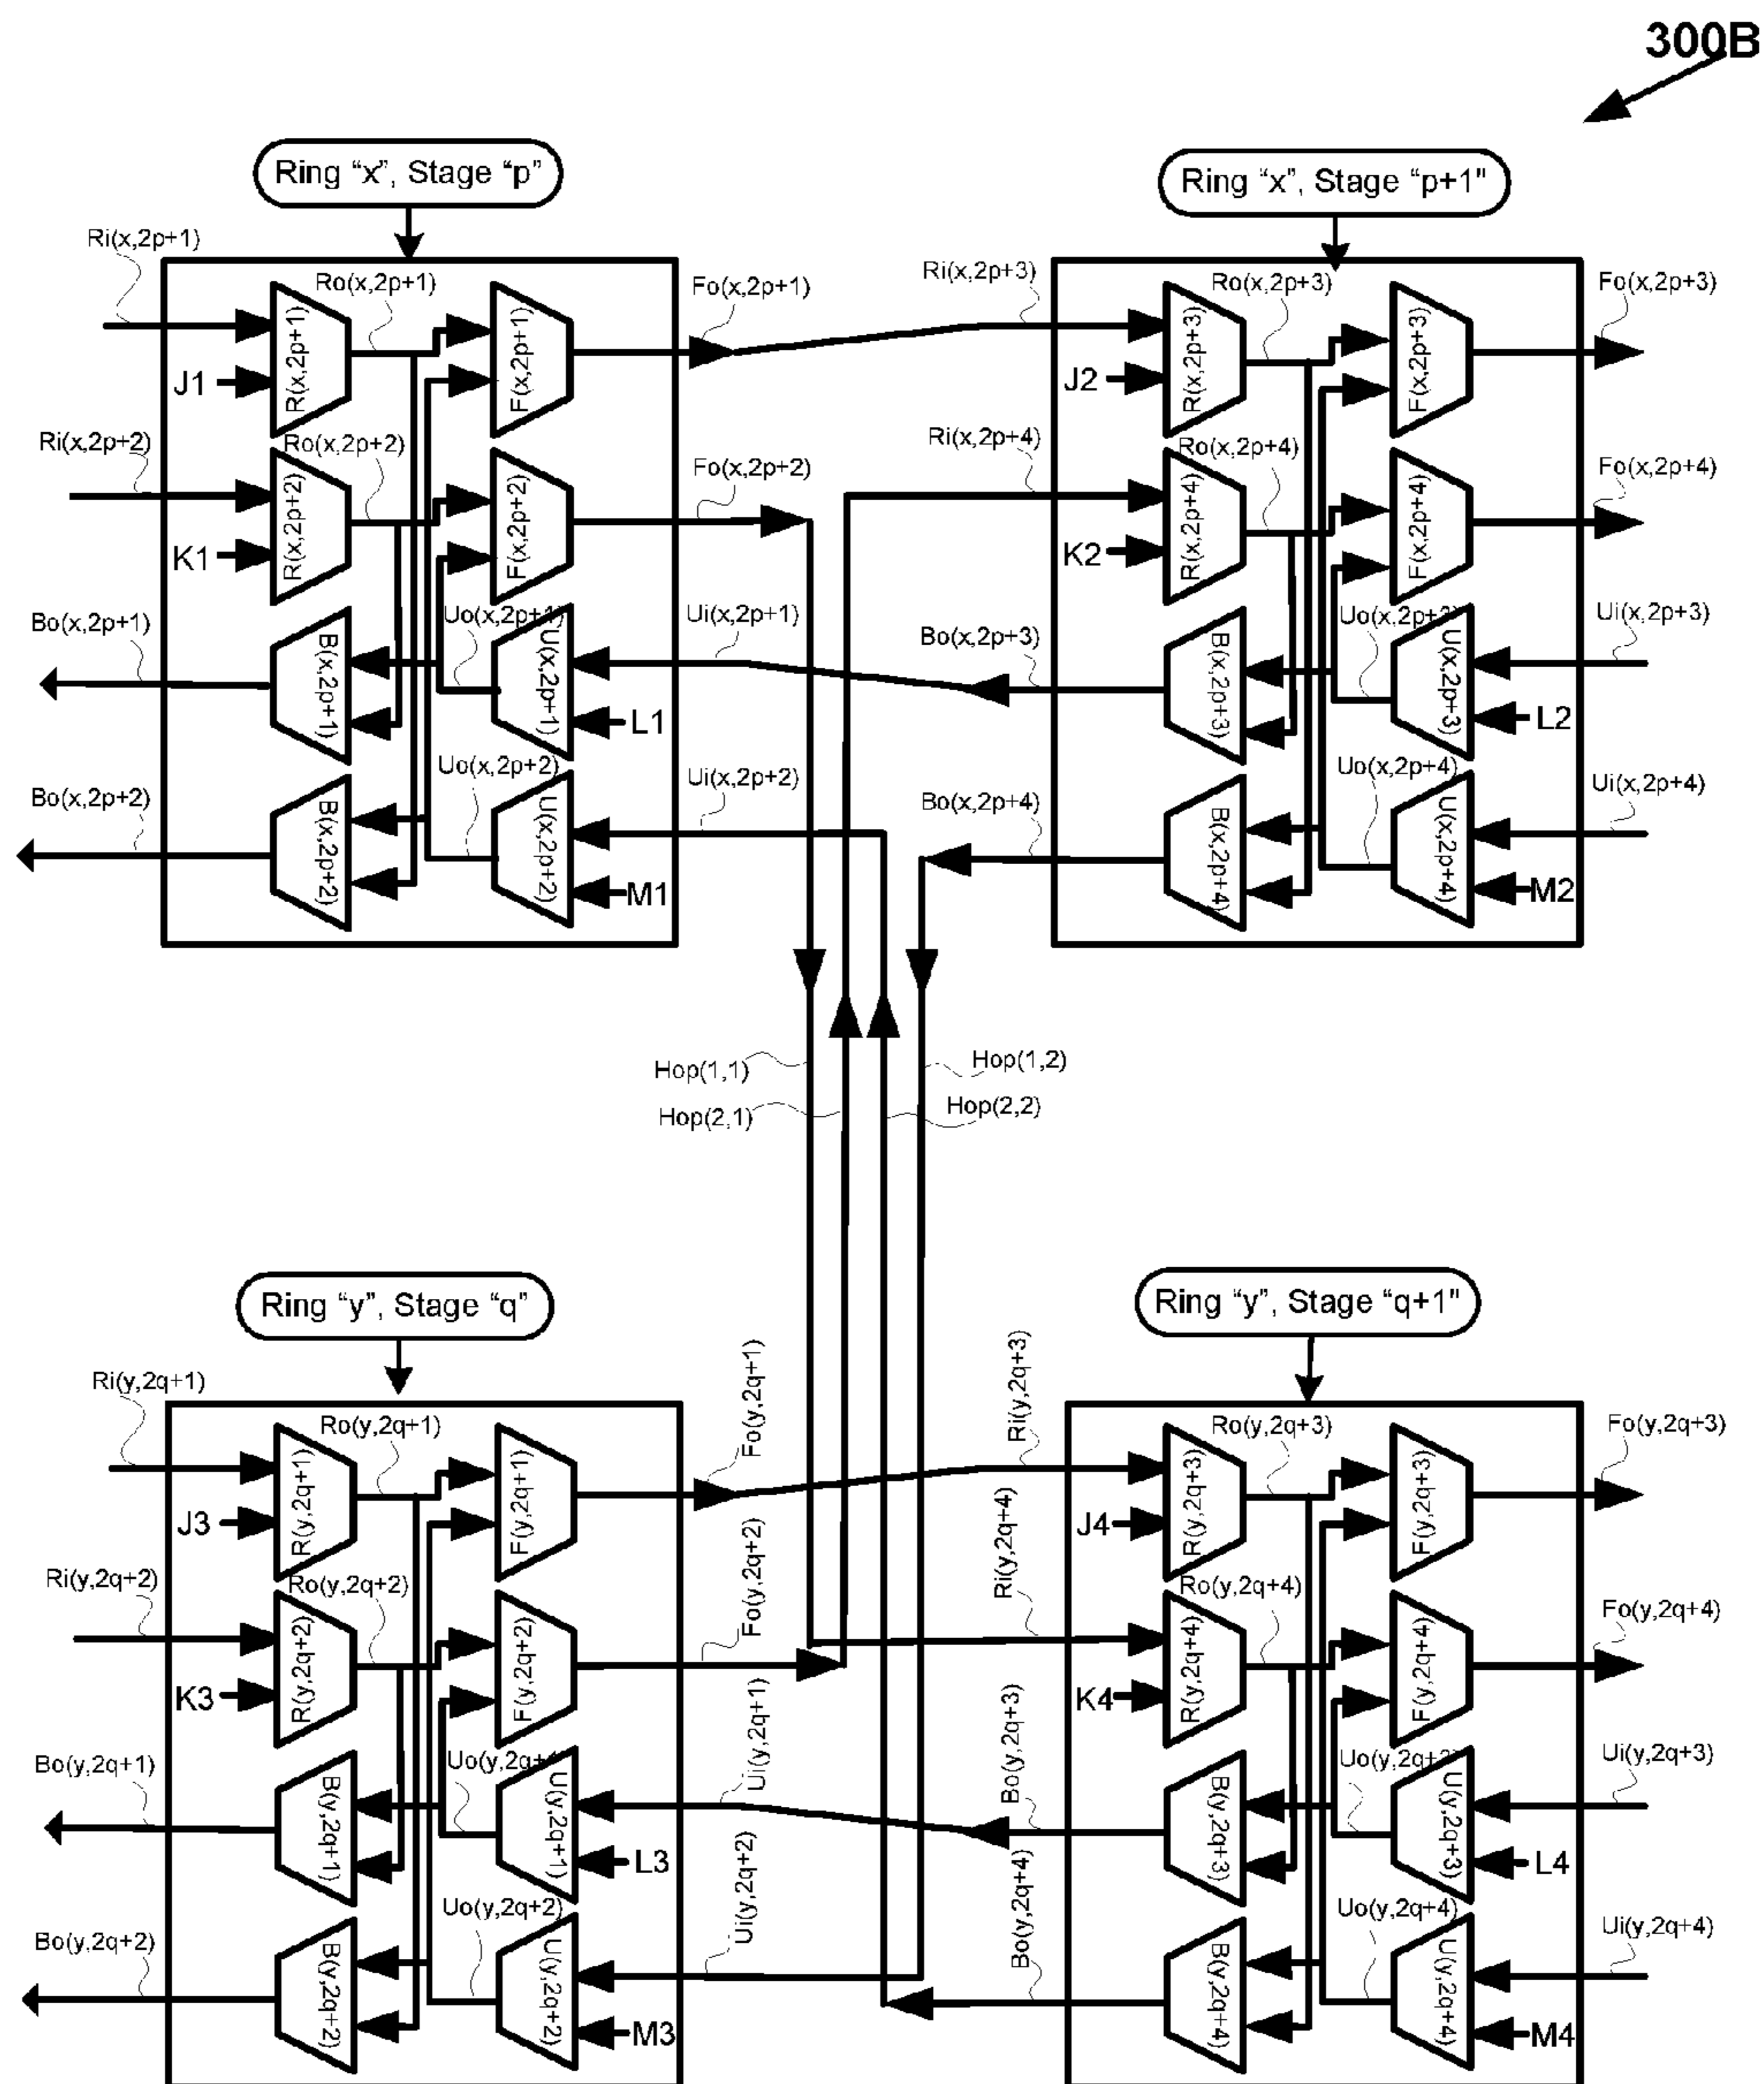 300B
Ring “x”, Stage “p”
Ring “x”, Stage “p+1"
Ri(x,2p+1)
Ro(x,2p+1)
Fo(x,2p+1)
Ri(x,2p+3)
Ro(x,2p+3)
Fo(x,2p+3)
R(x,2p+1)
F(x,2p+1)
R(x,2p+3)
F(x,2p+3)
J1
J2
Ri(x,2p+2)
Ro(x,2p+2)
Fo(x,2p+2)
Ri(x,2p+4)
Ro(x,2p+4)
Fo(x,2p+4)
R(x,2p+2)
F(x,2p+2)
R(x,2p+4)
F(x,2p+4)
K1
K2
Bo(x,2p+1)
Uo(x,2p+1)
Ui(x,2p+1)
Bo(x,2p+3)
Uo(x,2p+3)
Ui(x,2p+3)
B(x,2p+1)
U(x,2p+1)
B(x,2p+3)
U(x,2p+3)
L1
L2
Bo(x,2p+2)
Uo(x,2p+2)
Ui(x,2p+2)
Bo(x,2p+4)
Uo(x,2p+4)
Ui(x,2p+4)
B(x,2p+2)
U(x,2p+2)
B(x,2p+4)
U(x,2p+4)
M1
M2
Hop(1,1)
Hop(1,2)
Hop(2,1)
Hop(2,2)
Ring “y”, Stage “q”
Ring “y”, Stage “q+1"
Ri(y,2q+1)
Ro(y,2q+1)
Fo(y,2q+1)
Ri(y,2q+3)
Ro(y,2q+3)
Fo(y,2q+3)
R(y,2q+1)
F(y,2q+1)
R(y,2q+3)
F(y,2q+3)
J3
J4
Ri(y,2q+2)
Ro(y,2q+2)
Fo(y,2q+2)
Ri(y,2q+4)
Ro(y,2q+4)
Fo(y,2q+4)
R(y,2q+2)
F(y,2q+2)
R(y,2q+4)
F(y,2q+4)
K3
K4
Bo(y,2q+1)
Ui(y,2q+1)
Bo(y,2q+3)
Ui(y,2q+3)
B(y,2q+1)
U(y,2q+1)
B(y,2q+3)
U(y,2q+3)
L3
L4
Bo(y,2q+2)
Uo(y,2q+2)
Ui(y,2q+2)
Bo(y,2q+4)
Uo(y,2q+4)
Ui(y,2q+4)
B(y,2q+2)
U(y,2q+2)
B(y,2q+4)
U(y,2q+4)
M3
M4